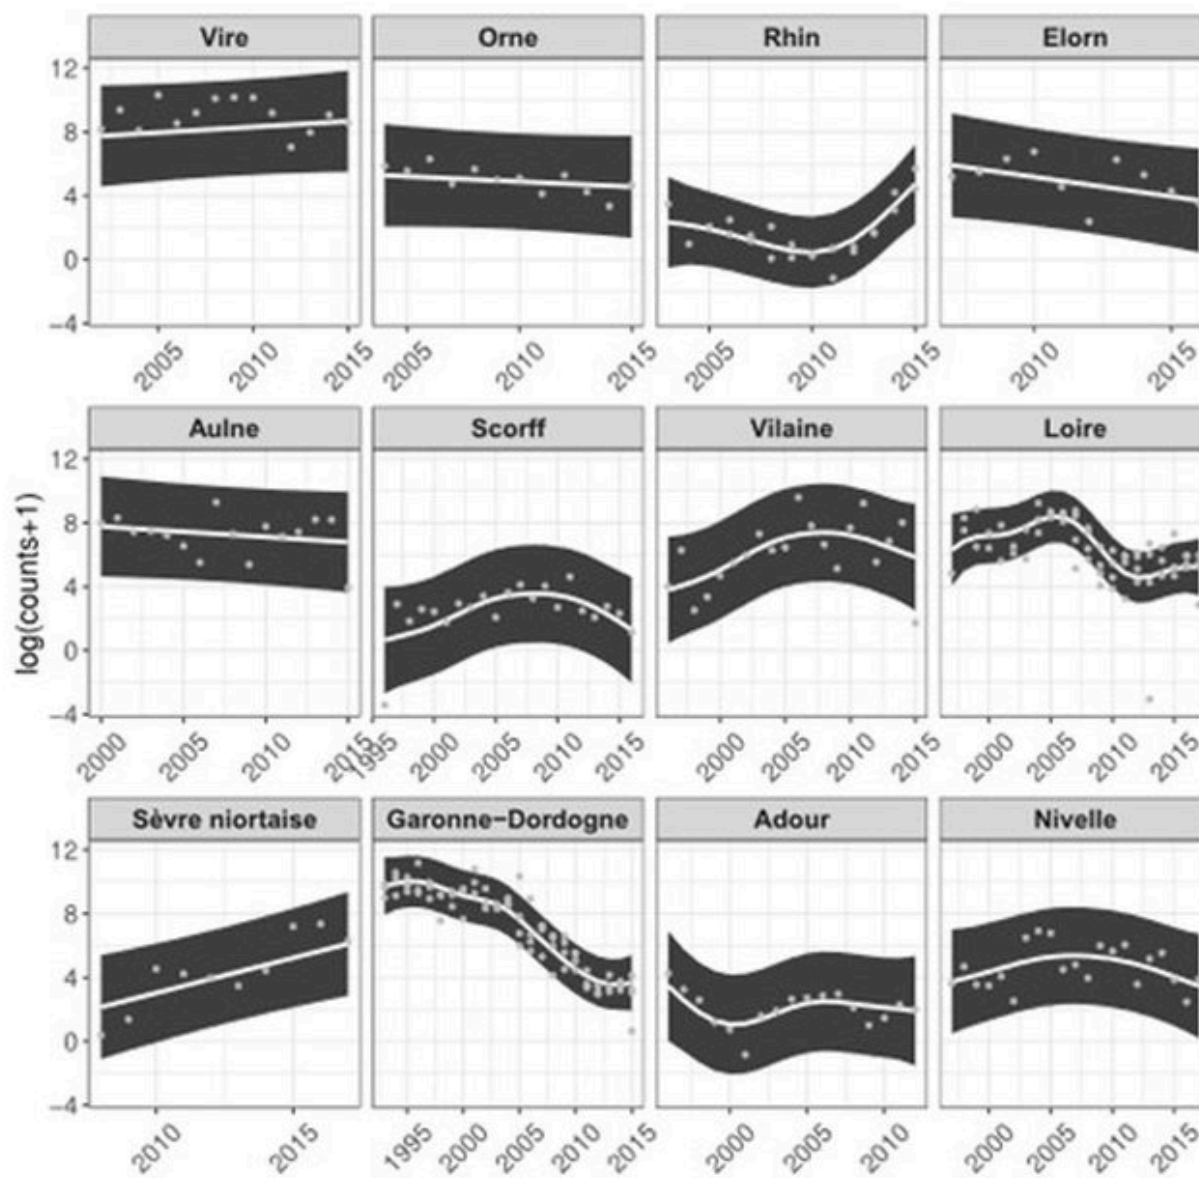 Vire Orne Rhin Elorn
12
8
4
0
−4
2005 2010 2015 2005 2010 2015 2005 2010 2015 2010 2015
Aulne Scorff Vilaine Loire
log(counts+1)
12
8
4
0
−4
2000 2005 2010 2015 1995 2000 2005 2010 2015 2000 2005 2010 2015 2000 2005 2010 2015
Sèvre niortaise Garonne−Dordogne Adour Nivelle
12
8
4
0
−4
2010 2015 1995 2000 2005 2010 2015 2000 2005 2010 2000 2005 2010 2015